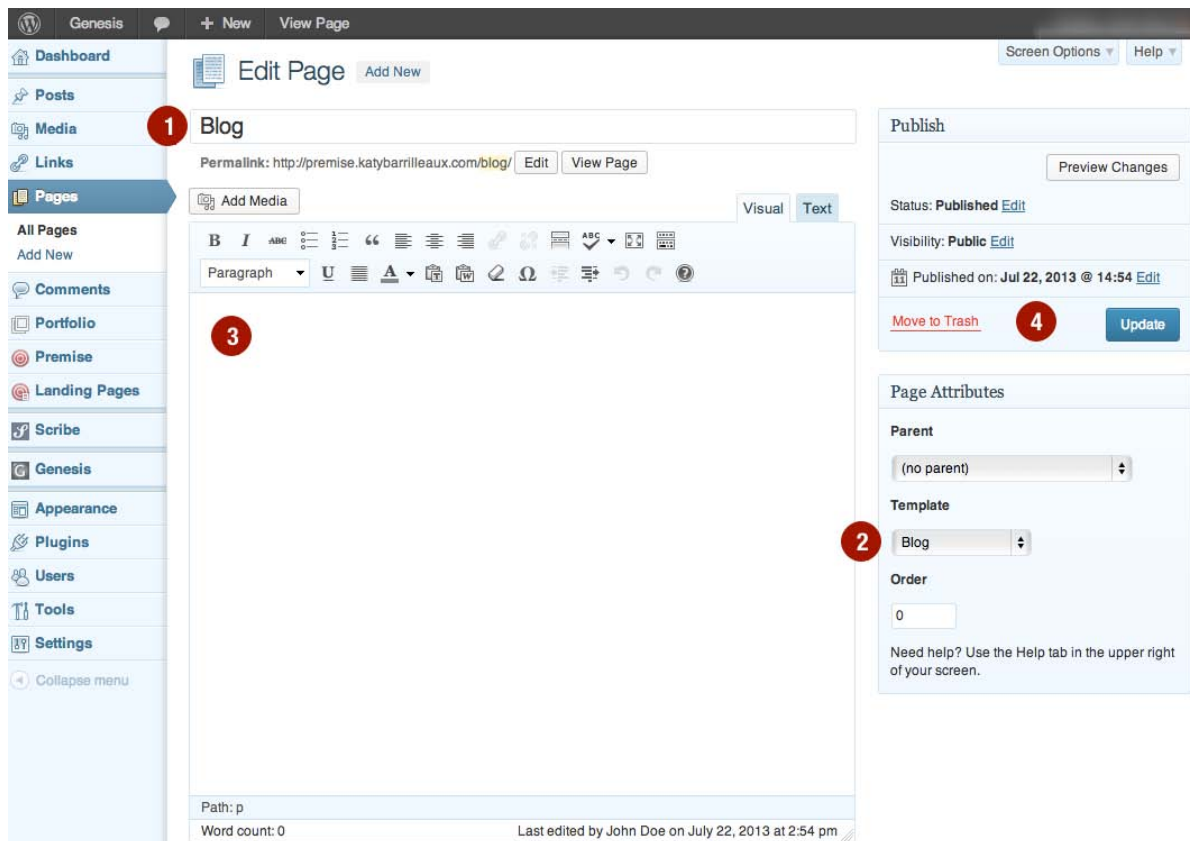 Genesis
+ New
View Page
Screen Options
Help
Dashboard
Posts
Media
Links
Pages
All Pages
Add New
Comments
Portfolio
Premise
Landing Pages
Scribe
Genesis
Appearance
Plugins
Users
Tools
Settings
Collapse menu
Edit Page
Add New
1
Blog
Permalink: http://premise.katybarrilleaux.com/blog/ Edit View Page
Add Media
Visual Text
B I ABC ABC
Paragraph U A T W Ω
3
Path: p
Word count: 0
Last edited by John Doe on July 22, 2013 at 2:54 pm
Publish
Preview Changes
Status: Published Edit
Visibility: Public Edit
11 Published on: Jul 22, 2013 @ 14:54 Edit
Move to Trash
4
Update
Page Attributes
Parent
(no parent)
Template
2
Blog
Order
0
Need help? Use the Help tab in the upper right
of your screen.